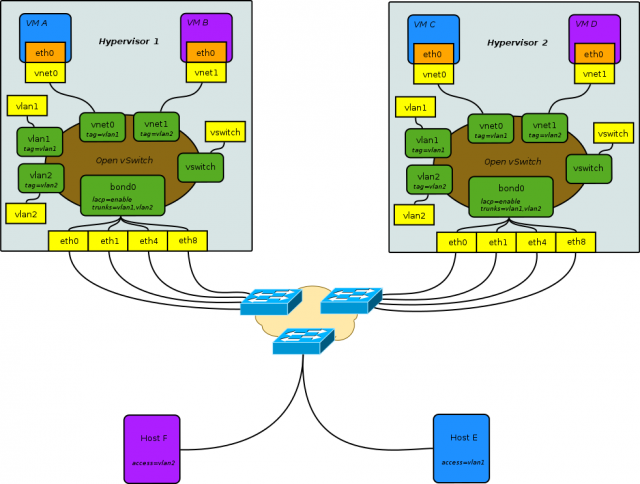 VM A
VM B
Hypervisor 1
eth0
eth0
vnet0
vnet1
vlan1
vnet0
tag=vlan1
vnet1
tag=vlan2
vswitch
vlan1
tag=vlan1
Open vSwitch
vswitch
vlan2
tag=vlan2
bond0
lacp=enable
trunks=vlan1,vlan2
vlan2
eth0
eth1
eth4
eth8
VM C
VM D
Hypervisor 2
eth0
eth0
vnet0
vnet1
vlan1
vnet0
tag=vlan1
vnet1
tag=vlan2
vswitch
vlan1
tag=vlan1
Open vSwitch
vswitch
vlan2
tag=vlan2
bond0
lacp=enable
trunks=vlan1,vlan2
vlan2
eth0
eth1
eth4
eth8
Host F
access=vlan2
Host E
access=vlan1